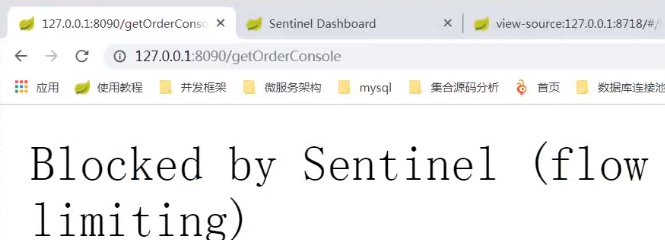 127.0.0.1:8090/getOrderConso
Sentinel Dashboard
view-source:127.0.0.1:8718/#/
127.0.0.1:8090/getOrderConsole
应用 使用教程 并发框架 微服务架构 mysql 集合源码分析 首页 数据库连接池
Blocked by Sentinel (flow
limiting)